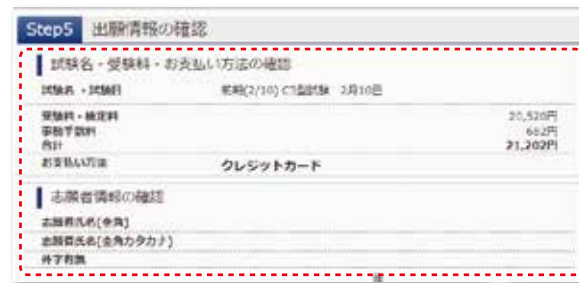 Step5 出願情報の確認
試験名・受験料・お支払い方法の確認
試験名・試験日 前期(2/10) C型試験 2月10日
受験料・検定料 20,520円
事務手数料 682円
合計 21,202円
お支払い方法 クレジットカード
志願者情報の確認
志願者氏名[全角]
志願者氏名[全角カタカナ]
外字有無